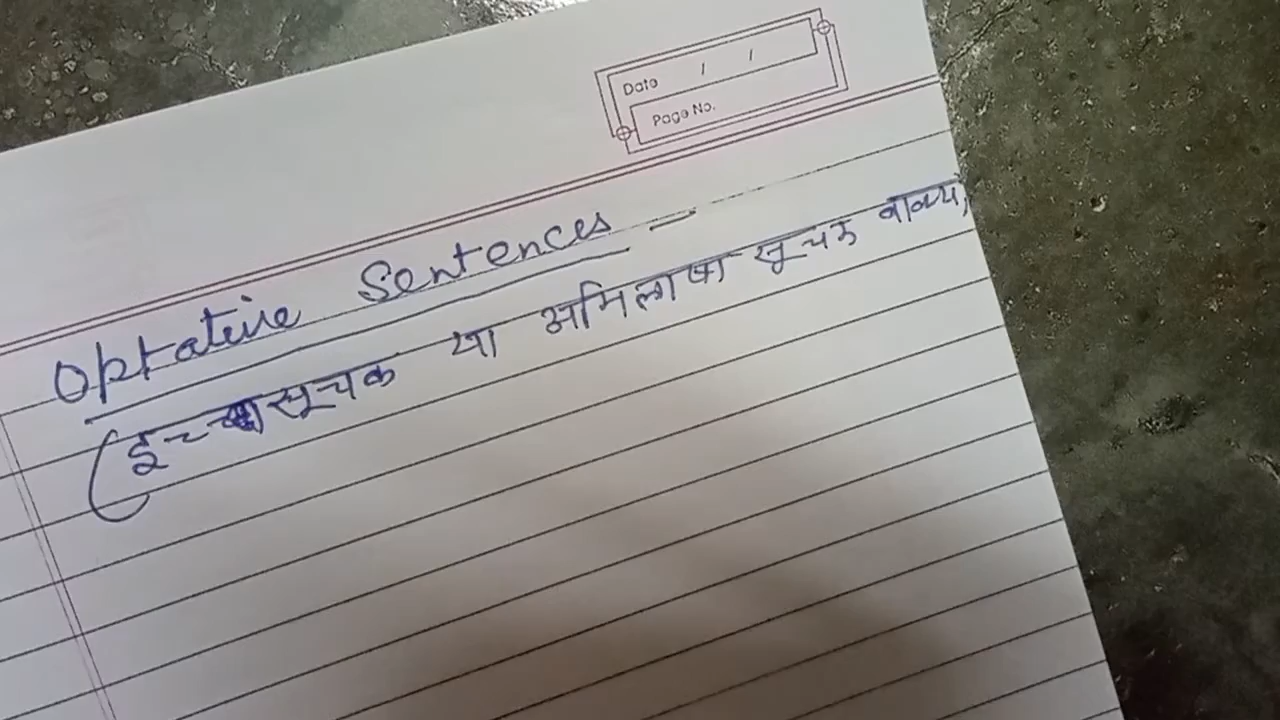 Date / /
Page No.
Optative Sentences -
(इच्छासूचक या अभिलाषा सूचक वाक्य)